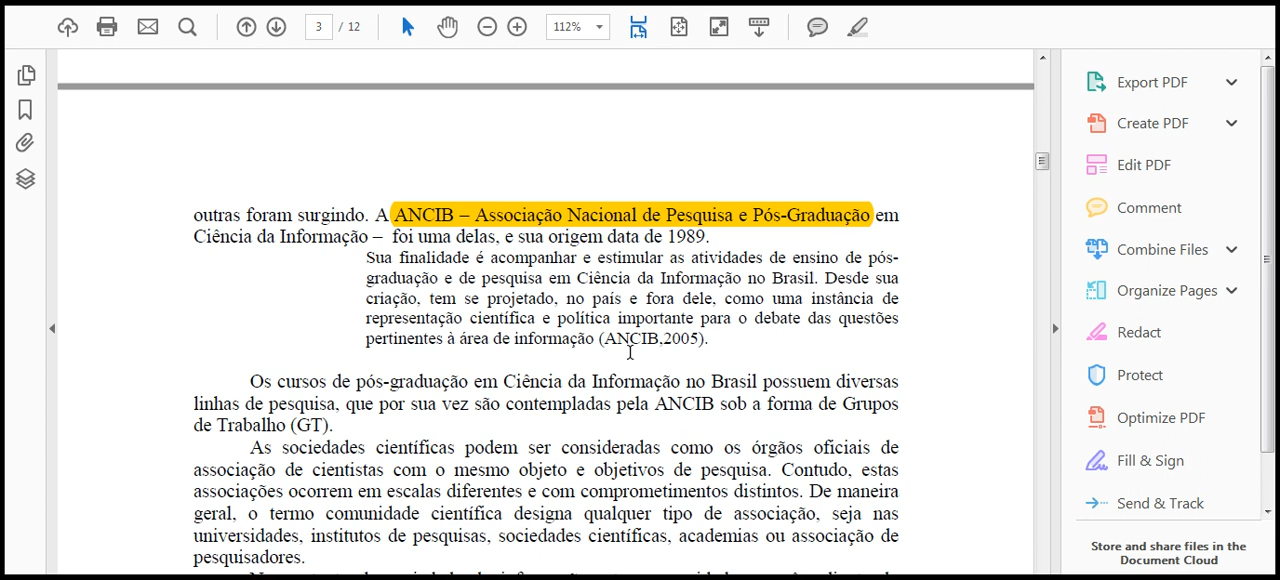 3 / 12
112%
outras foram surgindo. A ANCIB – Associação Nacional de Pesquisa e Pós-Graduação em
Ciência da Informação – foi uma delas, e sua origem data de 1989.
Sua finalidade é acompanhar e estimular as atividades de ensino de pós-
graduação e de pesquisa em Ciência da Informação no Brasil. Desde sua
criação, tem se projetado, no país e fora dele, como uma instância de
representação científica e política importante para o debate das questões
pertinentes à área de informação (ANCIB,2005).
Os cursos de pós-graduação em Ciência da Informação no Brasil possuem diversas
linhas de pesquisa, que por sua vez são contempladas pela ANCIB sob a forma de Grupos
de Trabalho (GT).
As sociedades científicas podem ser consideradas como os órgãos oficiais de
associação de cientistas com o mesmo objeto e objetivos de pesquisa. Contudo, estas
associações ocorrem em escalas diferentes e com comprometimentos distintos. De maneira
geral, o termo comunidade científica designa qualquer tipo de associação, seja nas
universidades, institutos de pesquisas, sociedades científicas, academias ou associação de
pesquisadores.
Export PDF
Create PDF
Edit PDF
Comment
Combine Files
Organize Pages
Redact
Protect
Optimize PDF
Fill & Sign
Send & Track
Store and share files in the
Document Cloud